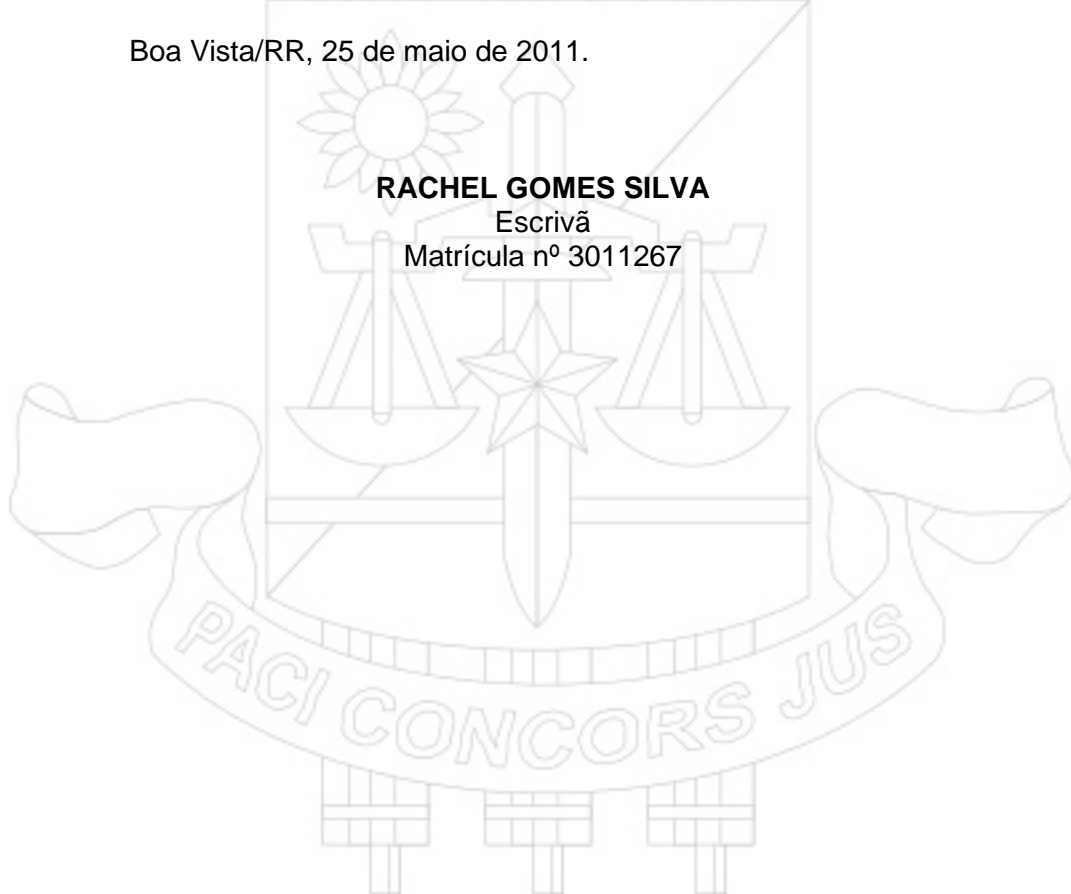 Boa Vista/RR, 25 de maio de 2011.
RACHEL GOMES SILVA
Escrivã
Matrícula nº 3011267
PACI CONCORS JUS